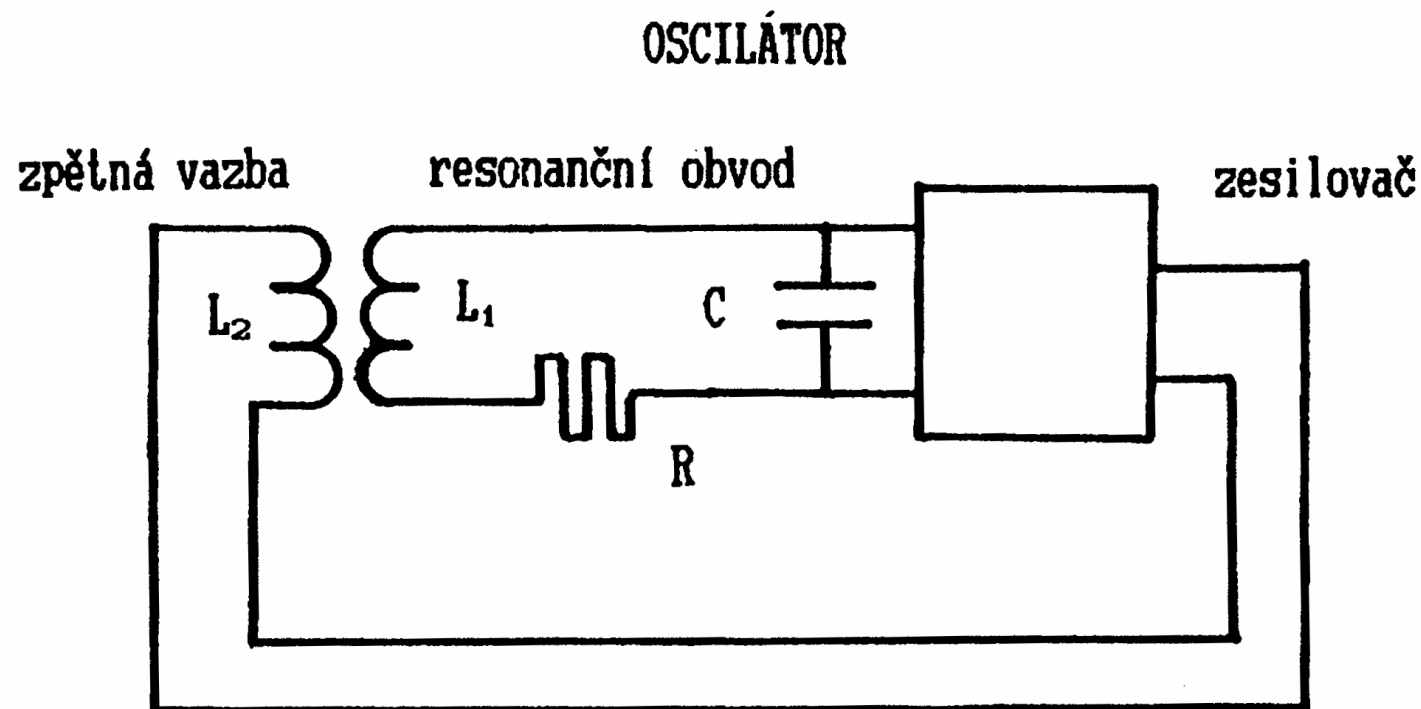 OSCILÁTOR
zpětná vazba
resonanční obvod
zesilovač
L₂
L₁
C
R